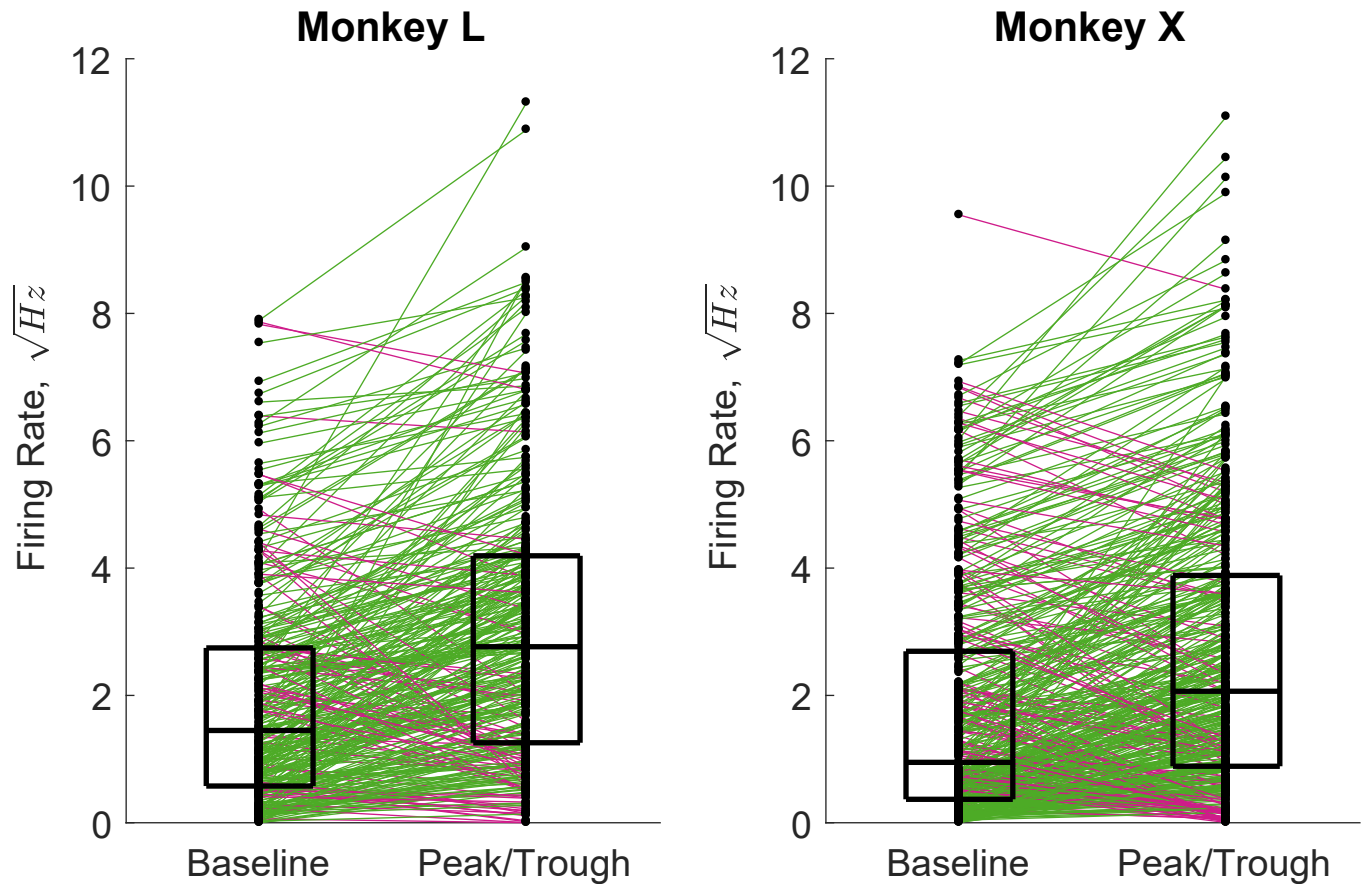 Monkey L
12
10
8
6
4
2
0
Firing Rate, √Hz
Baseline
Peak/Trough
Monkey X
12
10
8
6
4
2
0
Firing Rate, √Hz
Baseline
Peak/Trough